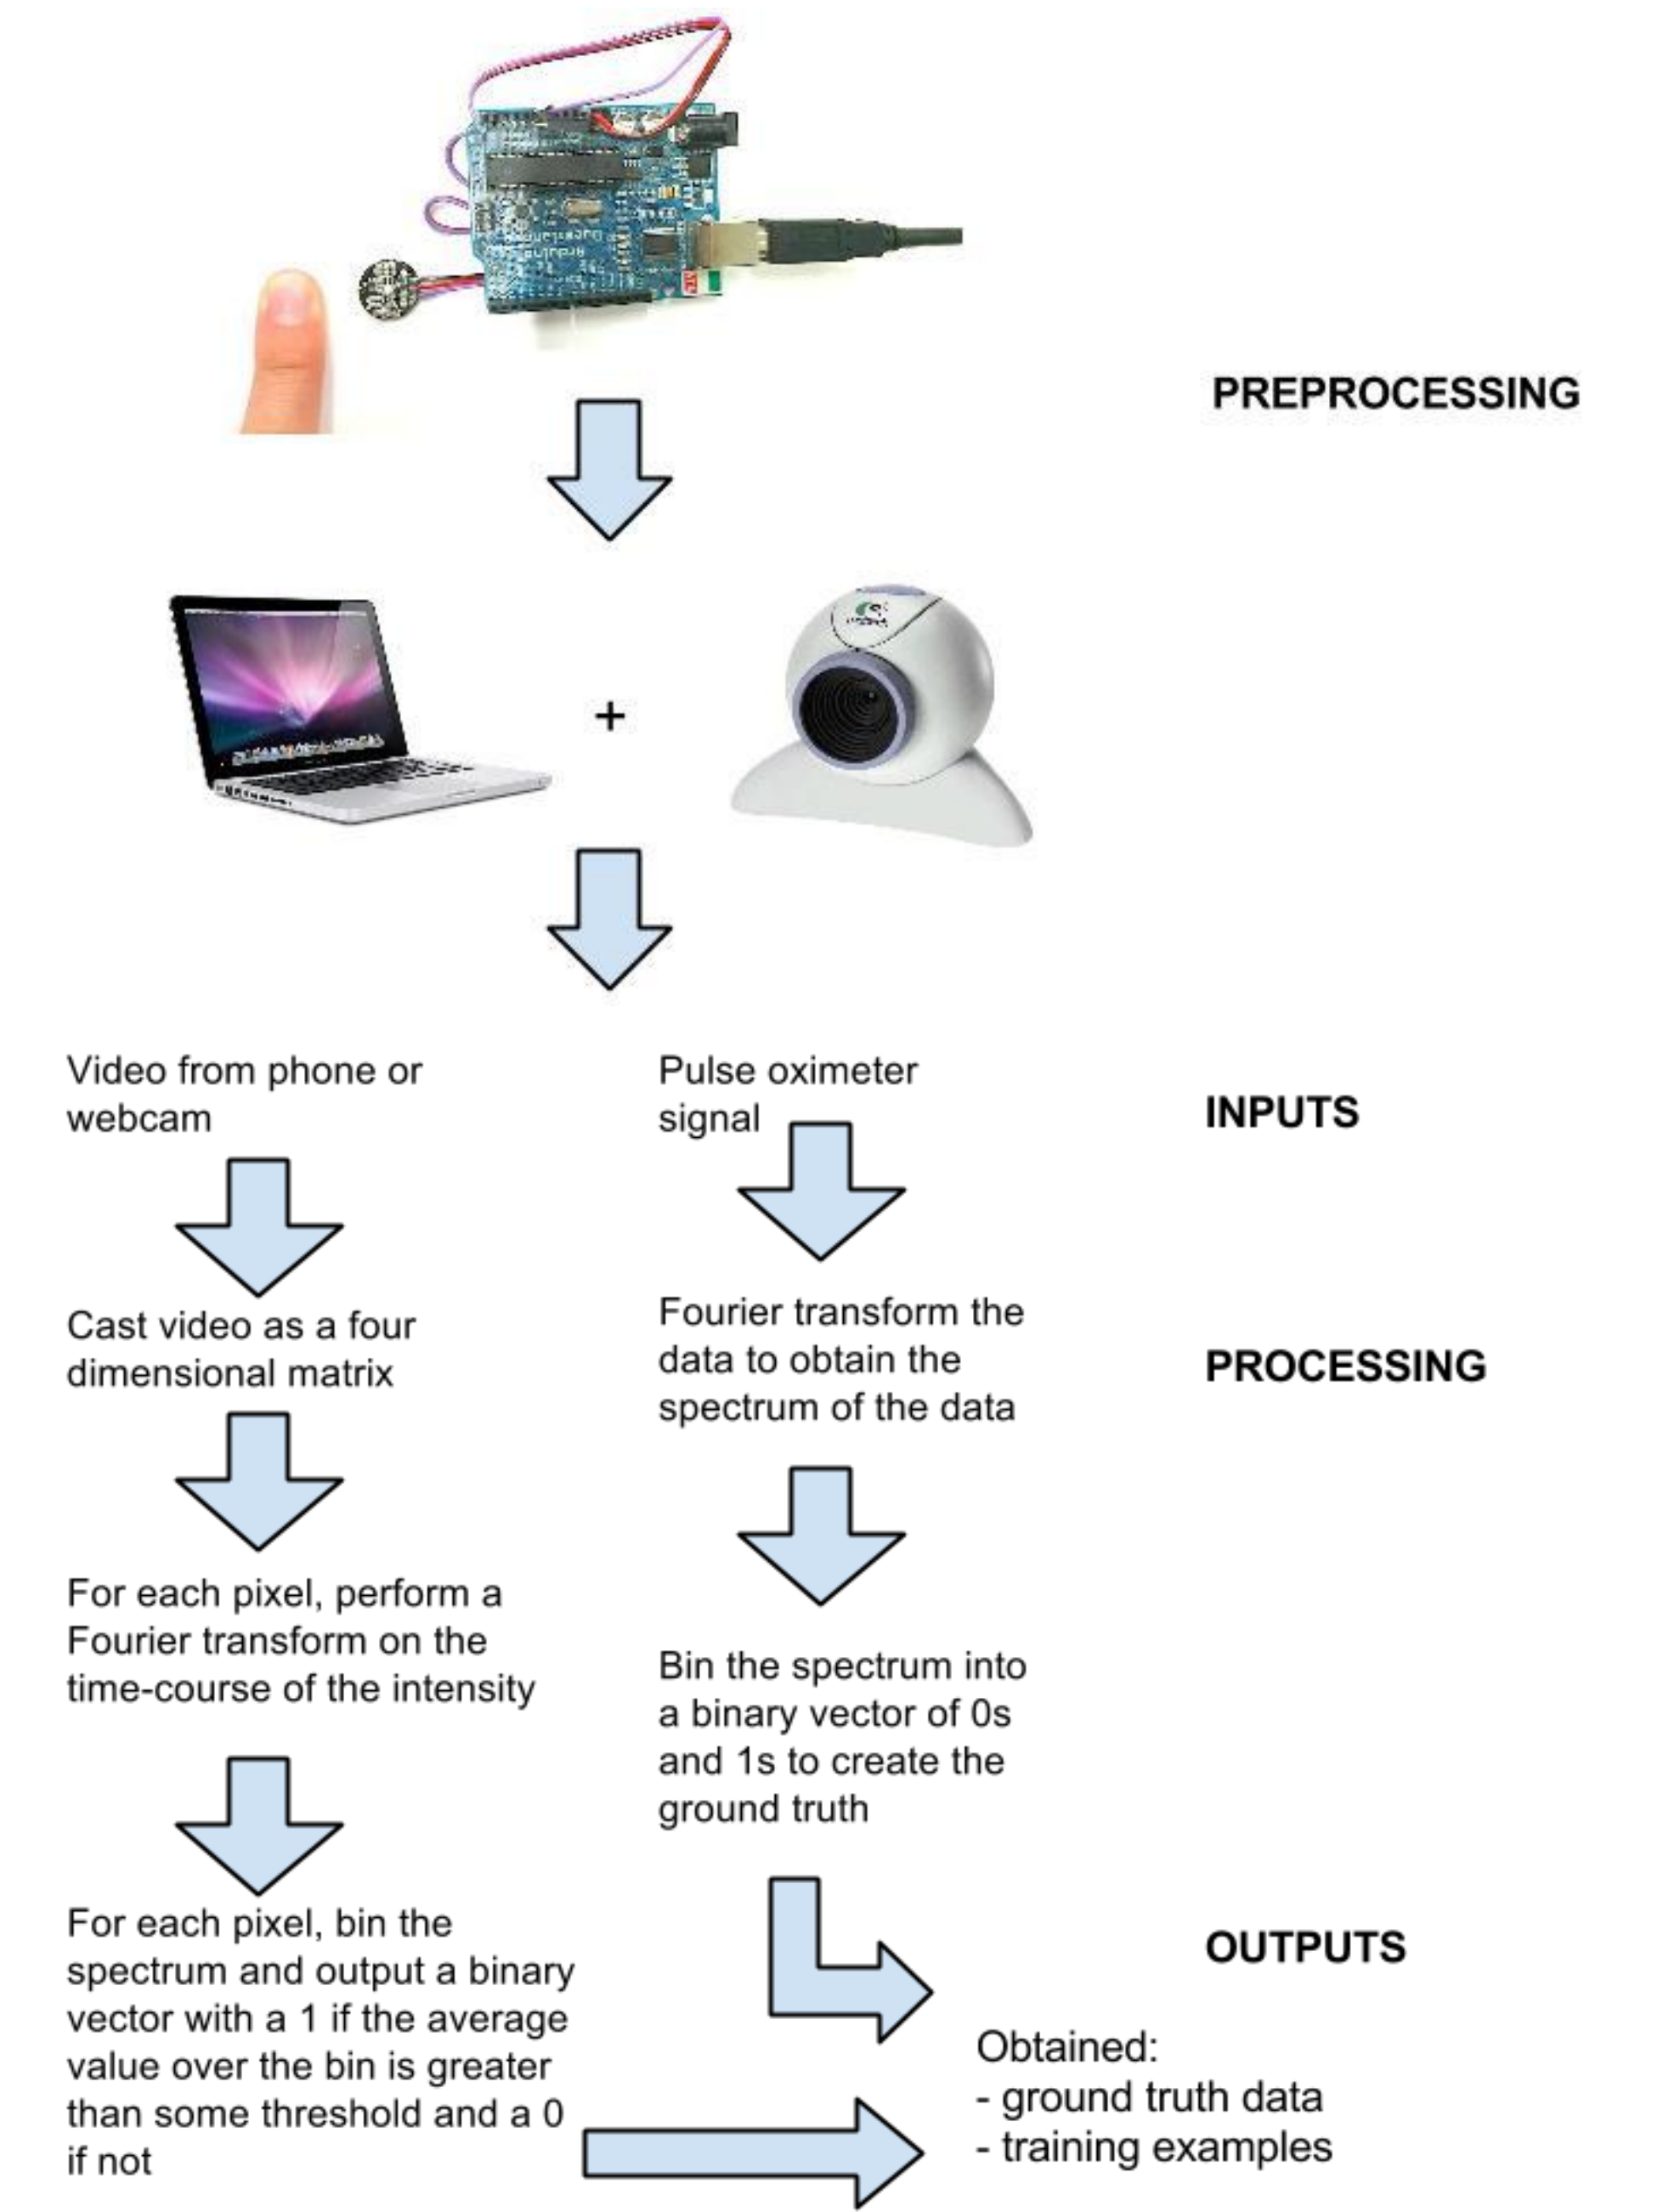 PREPROCESSING
+
Video from phone or
webcam
Pulse oximeter
signal
INPUTS
Cast video as a four
dimensional matrix
Fourier transform the
data to obtain the
spectrum of the data
PROCESSING
For each pixel, perform a
Fourier transform on the
time-course of the intensity
Bin the spectrum into
a binary vector of 0s
and 1s to create the
ground truth
For each pixel, bin the
spectrum and output a binary
vector with a 1 if the average
value over the bin is greater
than some threshold and a 0
if not
OUTPUTS
Obtained:
- ground truth data
- training examples